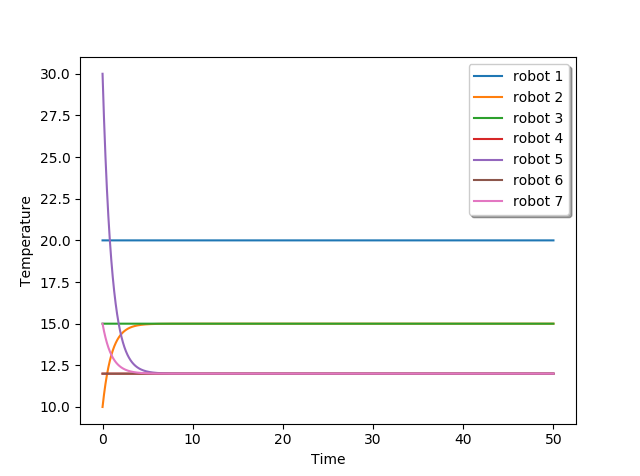 30.0
27.5
25.0
22.5
20.0
17.5
15.0
12.5
10.0
Temperature
0
10
20
30
40
50
Time
robot 1
robot 2
robot 3
robot 4
robot 5
robot 6
robot 7